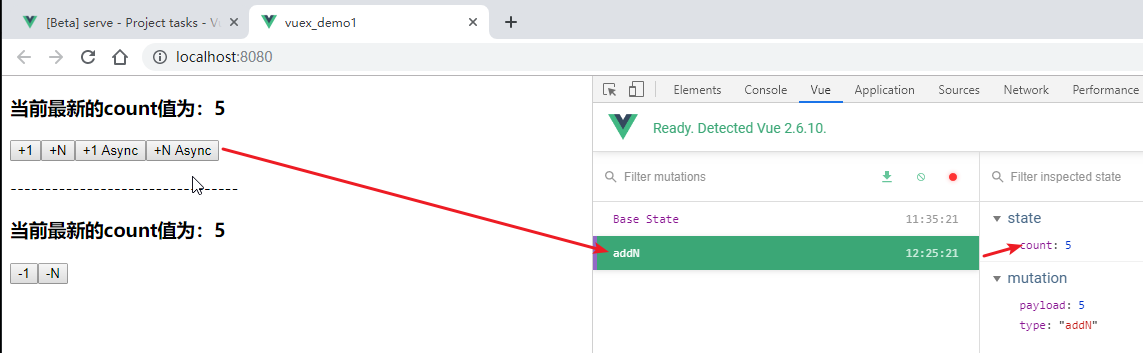 [Beta] serve - Project tasks - Vu
vuex_demo1
localhost:8080
当前最新的count值为：5
+1 +N +1 Async +N Async
--------------------------------------
当前最新的count值为：5
-1 -N
Elements Console Vue Application Sources Network Performance
Ready. Detected Vue 2.6.10.
Filter mutations
Base State 11:35:21
addN 12:25:21
Filter inspected state
state
count: 5
mutation
payload: 5
type: "addN"